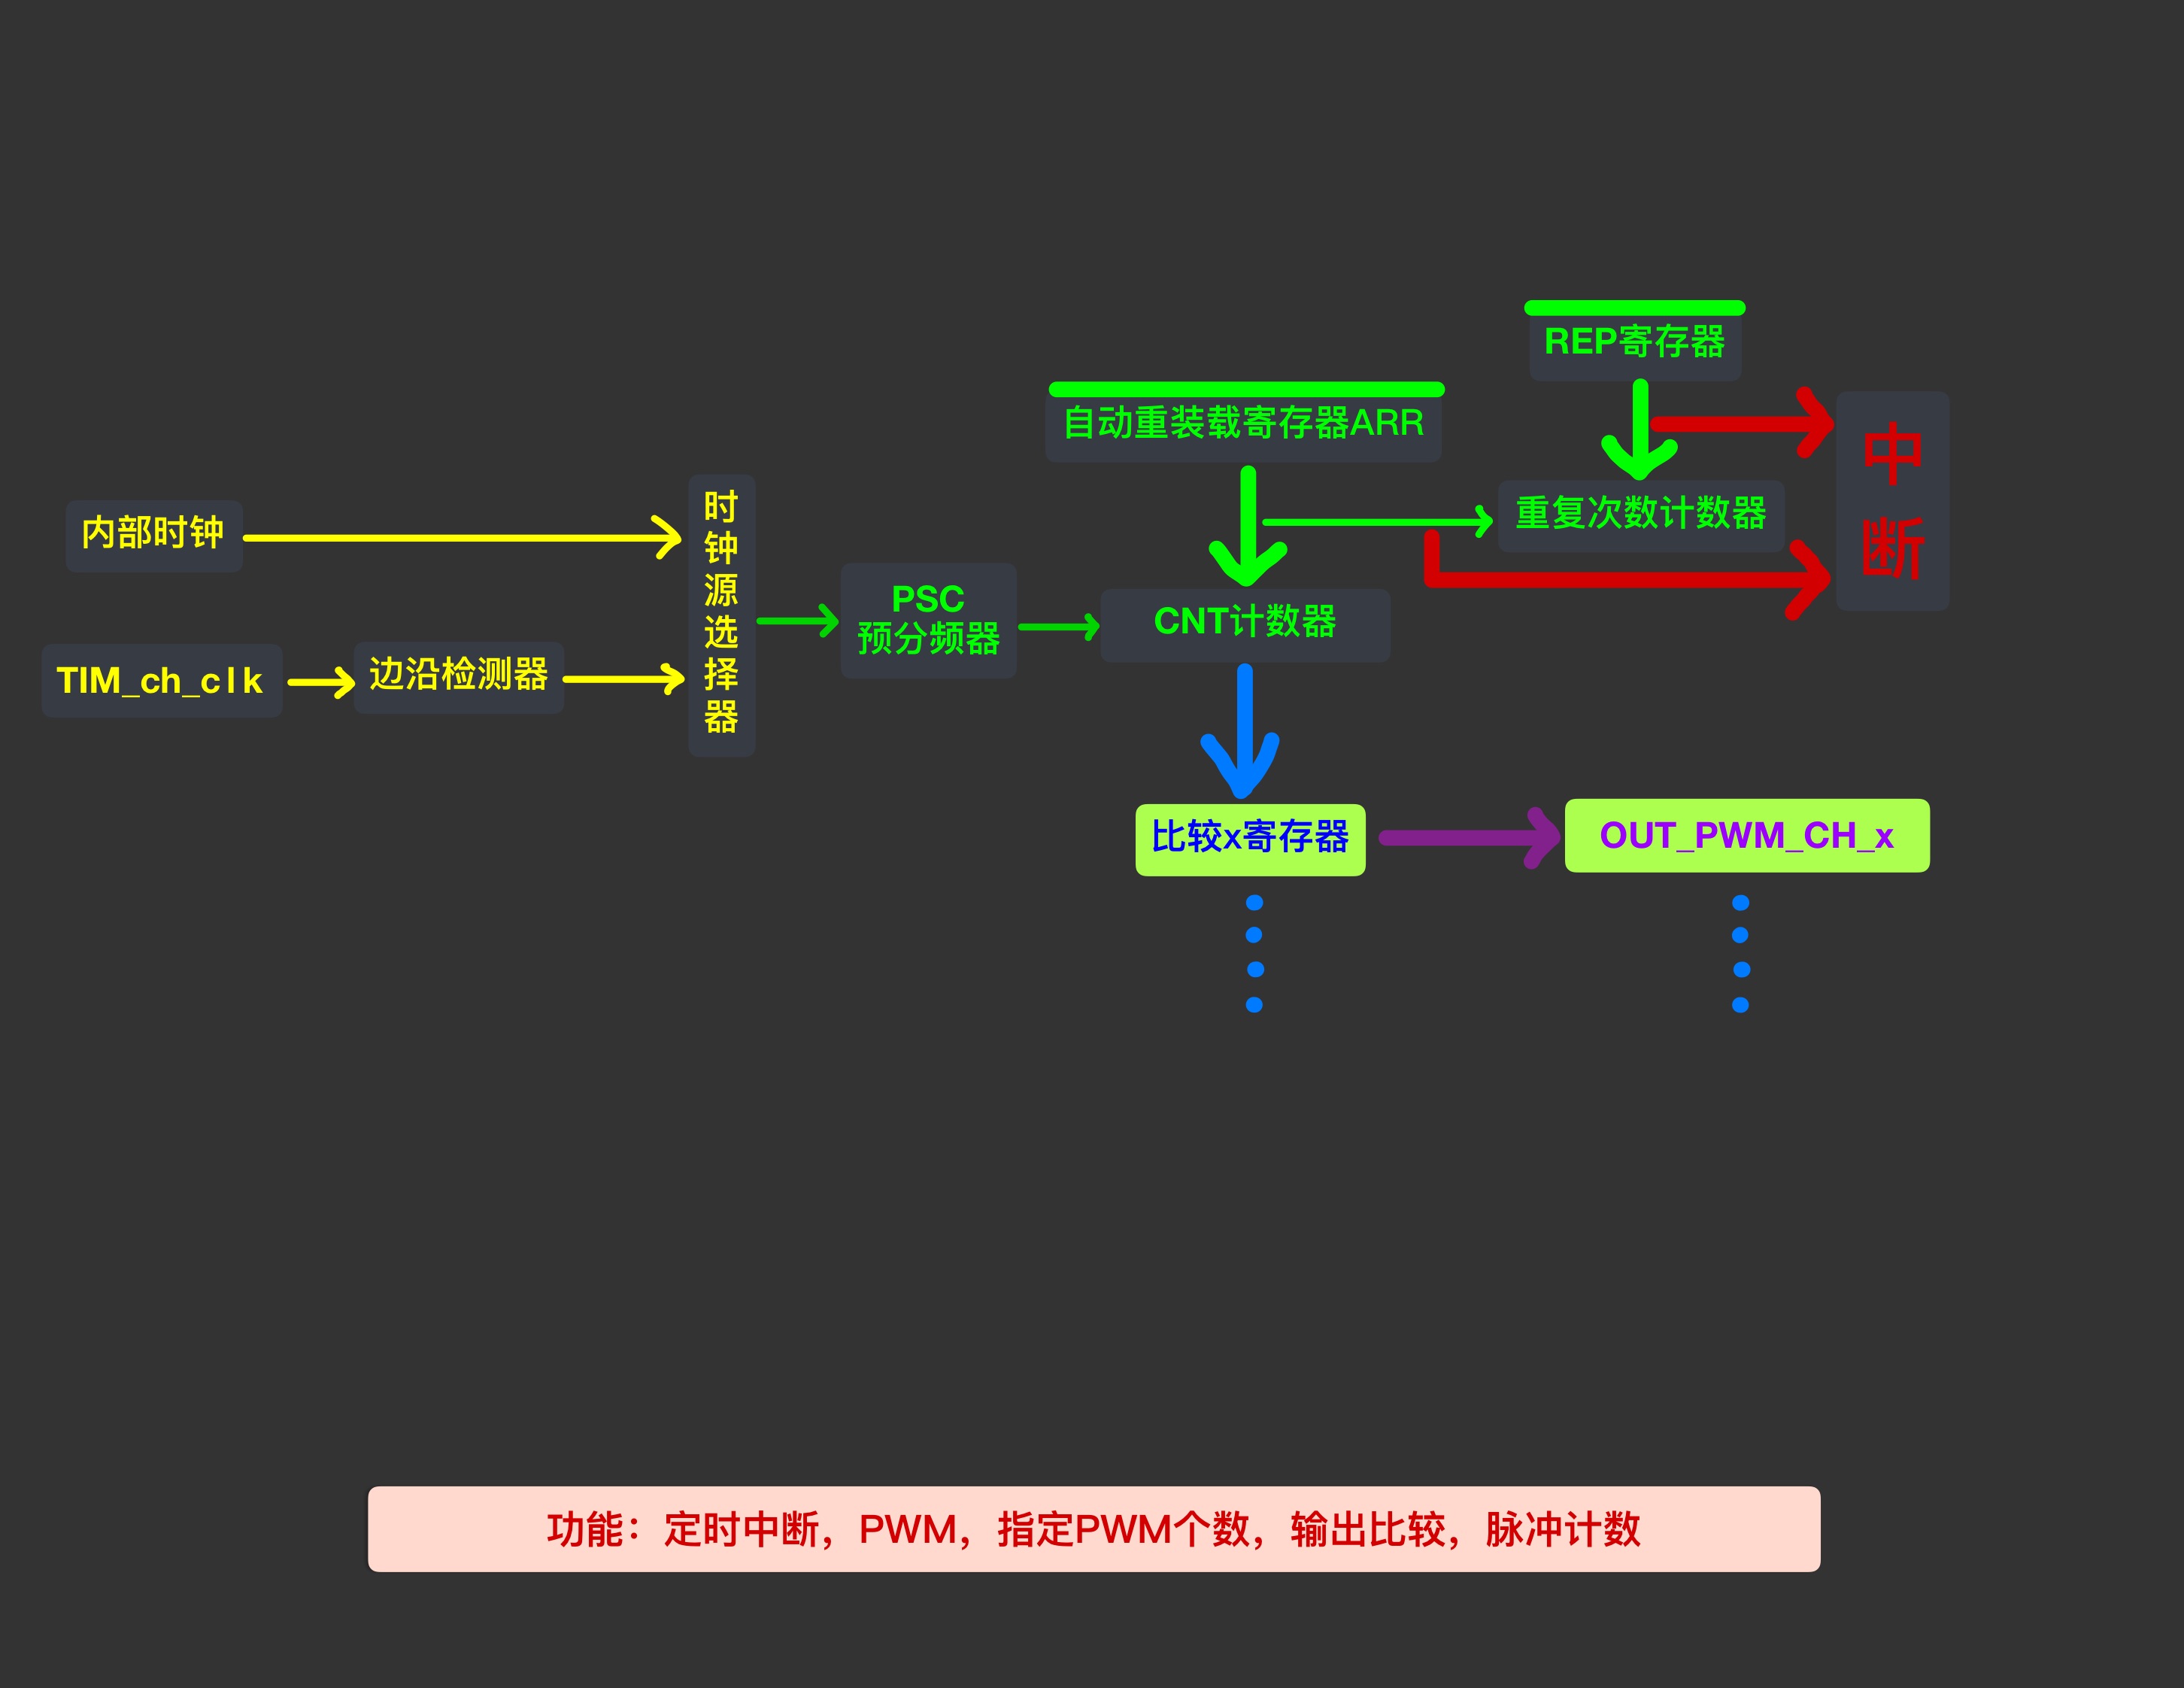 REP寄存器
自动重装载寄存器ARR
中
断
重复次数计数器
内部时钟
时
钟
源
选
择
器
PSC
预分频器
CNT计数器
TIM_ch_clk
边沿检测器
比较x寄存器
OUT_PWM_CH_x
功能：定时中断，PWM，指定PWM个数，输出比较，脉冲计数